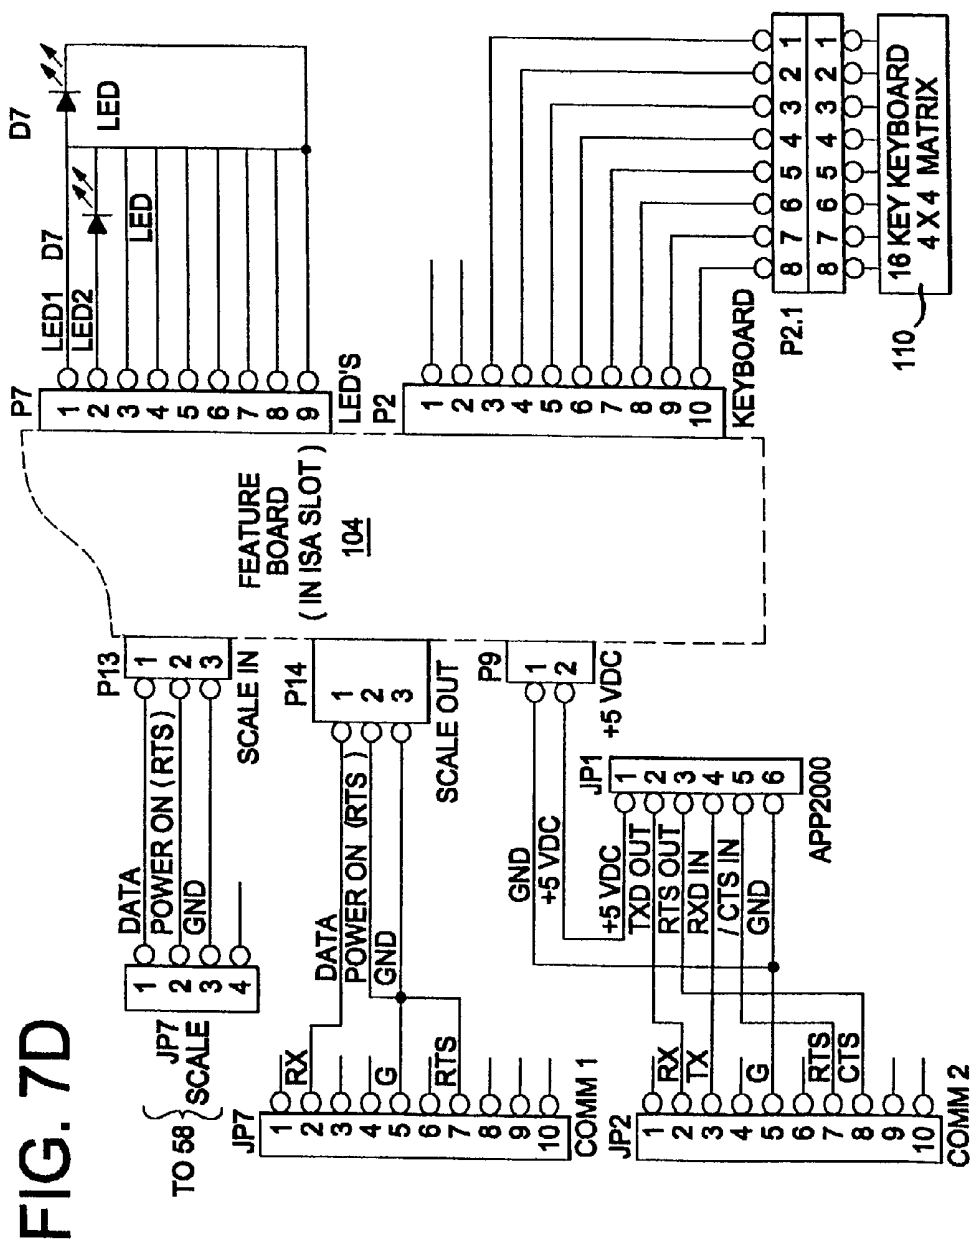 FIG. 7D
TO 58
JP7
SCALE
1
2
3
4
DATA
POWER ON (RTS)
GND
P13
1
2
3
SCALE IN
JP7
1
2
3
4
5
6
7
8
9
10
COMM 1
RX
G
RTS
DATA
POWER ON (RTS)
GND
P14
1
2
3
SCALE OUT
JP2
1
2
3
4
5
6
7
8
9
10
COMM 2
RX
TX
G
RTS
CTS
GND
+5 VDC
P9
1
2
+5 VDC
+5 VDC
TXD OUT
RTS OUT
RXD IN
/ CTS IN
GND
JP1
1
2
3
4
5
6
APP2000
FEATURE
BOARD
( IN ISA SLOT )
104
P7
1
2
3
4
5
6
7
8
9
LED'S
LED1
LED2
D7
LED
D7
LED
P2
1
2
3
4
5
6
7
8
9
10
KEYBOARD
P2.1
8 7 6 5 4 3 2 1
8 7 6 5 4 3 2 1
16 KEY KEYBOARD
4 X 4 MATRIX
110